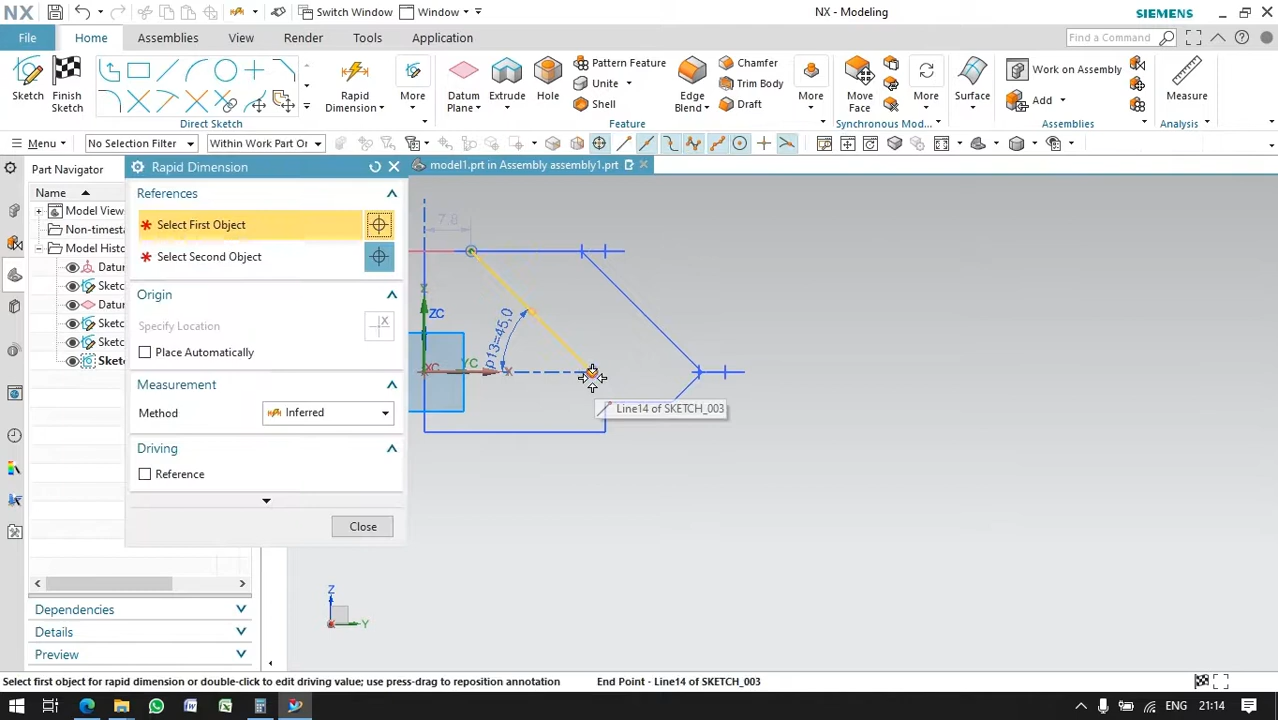 NX
Switch Window
Window
NX - Modeling
SIEMENS
File
Home
Assemblies
View
Render
Tools
Application
Find a Command
Sketch
Finish
Sketch
Direct Sketch
Rapid
Dimension
More
Datum
Plane
Extrude
Hole
Pattern Feature
Unite
Shell
Edge
Blend
Chamfer
Trim Body
Draft
More
Feature
Move
Face
More
Synchronous Mod...
Surface
Work on Assembly
Add
Assemblies
Measure
Analysis
Menu
No Selection Filter
Within Work Part Or
Part Navigator
Name
Model View
Non-timesta
Model Histo
Datu
Sketc
Datu
Sketc
Sketc
Sketc
Dependencies
Details
Preview
Rapid Dimension
References
Select First Object
Select Second Object
Origin
Specify Location
Place Automatically
Measurement
Method
Inferred
Driving
Reference
Close
model1.prt in Assembly assembly1.prt
7,8
p13=45,0
ZC
YC
XC
X
Line14 of SKETCH_003
Z
Y
Select first object for rapid dimension or double-click to edit driving value; use press-drag to reposition annotation
End Point - Line14 of SKETCH_003
ENG
21:14